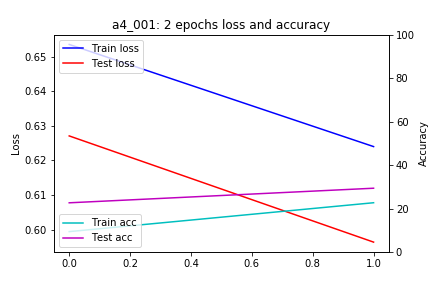 a4_001: 2 epochs loss and accuracy
Train loss
Test loss
Train acc
Test acc
Loss
0.65
0.64
0.63
0.62
0.61
0.60
Accuracy
100
80
60
40
20
0
0.0 0.2 0.4 0.6 0.8 1.0